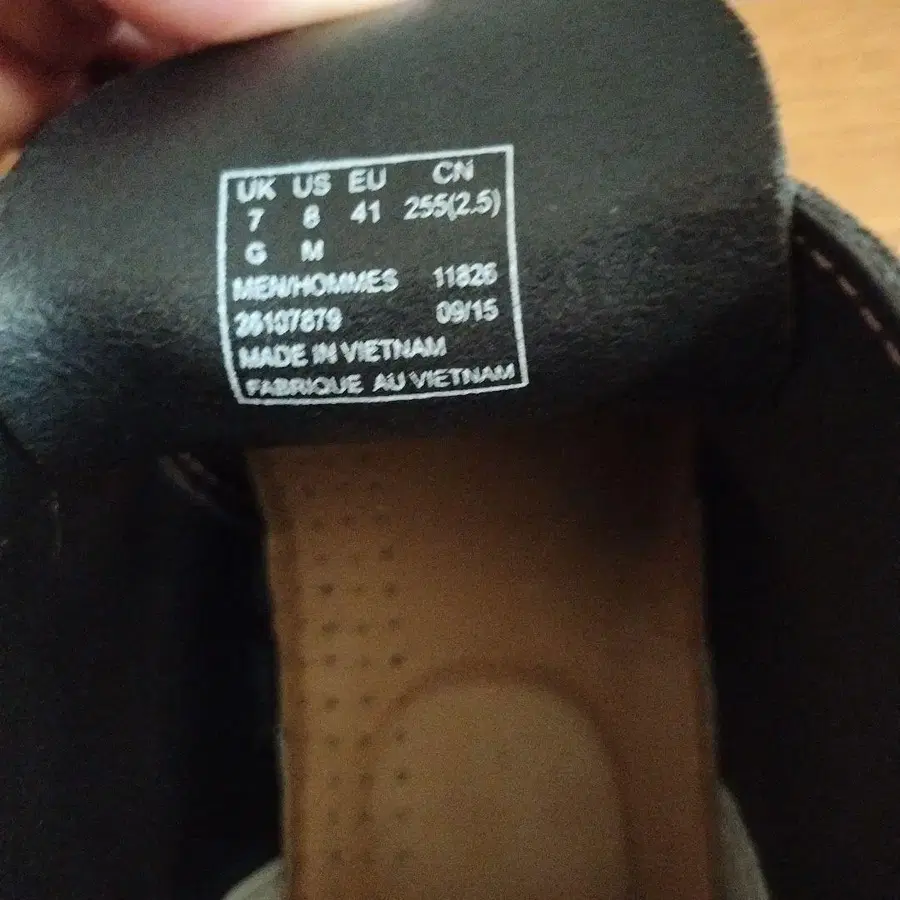 UK US EU CN
7 8 41 255(2.5)
G M
MEN/HOMMES 11826
26107879 09/15
MADE IN VIETNAM
FABRIQUE AU VIETNAM